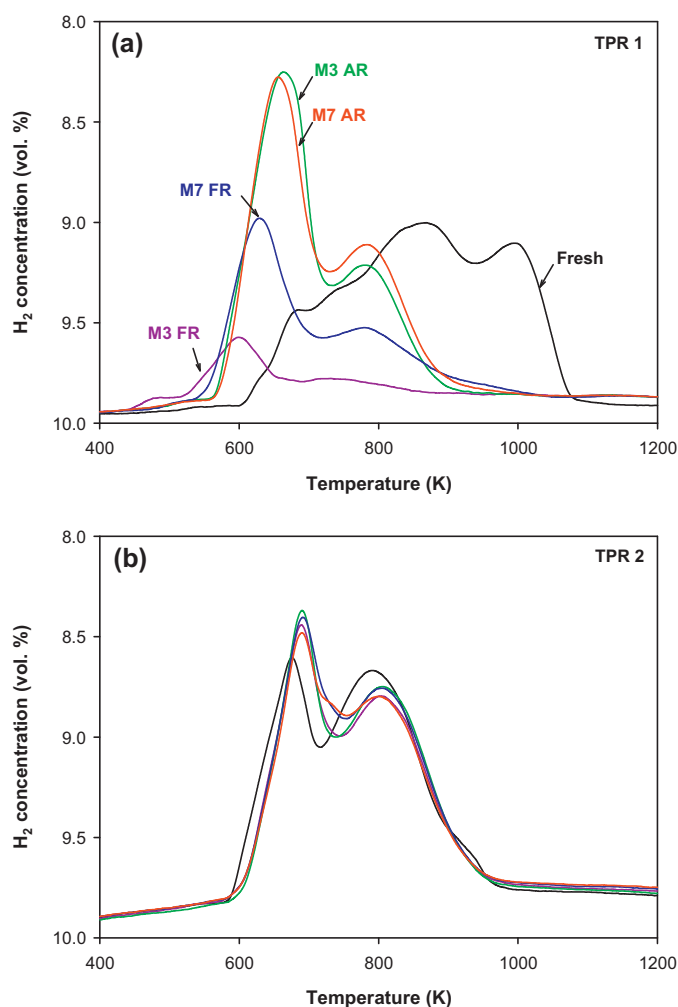 (a)
TPR 1
M3 AR
M7 AR
M7 FR
M3 FR
Fresh
H2 concentration (vol. %)
8.0
8.5
9.0
9.5
10.0
400 600 800 1000 1200
Temperature (K)
(b)
TPR 2
H2 concentration (vol. %)
8.0
8.5
9.0
9.5
10.0
400 600 800 1000 1200
Temperature (K)